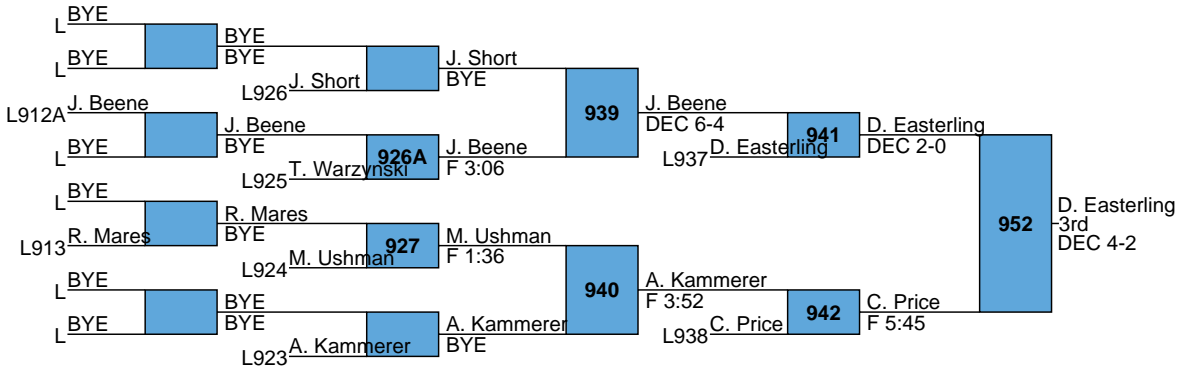 L BYE
L BYE
BYE
BYE
L926 J. Short
J. Short
BYE
L912A J. Beene
L BYE
J. Beene
BYE
926A
L925 T. Warzynski
J. Beene
F 3:06
939
J. Beene
DEC 6-4
L937 D. Easterling
941
D. Easterling
DEC 2-0
L BYE
L913 R. Mares
R. Mares
BYE
927
L924 M. Ushman
M. Ushman
F 1:36
L BYE
L BYE
BYE
BYE
L923 A. Kammerer
A. Kammerer
BYE
940
A. Kammerer
F 3:52
L938 C. Price
942
C. Price
F 5:45
952
D. Easterling
3rd
DEC 4-2